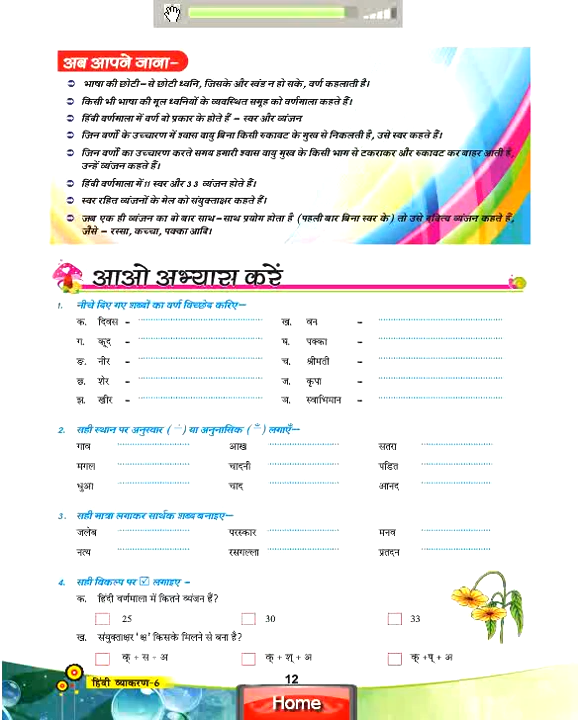 अब आपने जाना–
भाषा की छोटी–से छोटी ध्वनि, जिसके और खंड न हो सके, वर्ण कहलाती है।
किसी भी भाषा की मूल ध्वनियों के व्यवस्थित समूह को वर्णमाला कहते हैं।
हिंदी वर्णमाला में वर्ण दो प्रकार के होते हैं – स्वर और व्यंजन
जिन वर्णों के उच्चारण में श्वास वायु बिना किसी रुकावट के मुख से निकलती है, उसे स्वर कहते हैं।
जिन वर्णों का उच्चारण करते समय हमारी श्वास वायु मुख के किसी भाग से टकराकर और रुकावट कर बाहर आती है,
उन्हें व्यंजन कहते हैं।
हिंदी वर्णमाला में 11 स्वर और 33 व्यंजन होते हैं।
स्वर रहित व्यंजनों के मेल को संयुक्ताक्षर कहते हैं।
जब एक ही व्यंजन का दो बार साथ–साथ प्रयोग होता है (पहली बार बिना स्वर के) तो उसे द्वित्व व्यंजन कहते हैं,
जैसे – रस्सा, कच्चा, पक्का आदि।
आओ अभ्यास करें
1. नीचे दिए गए शब्दों का वर्ण विच्छेद करिए–
क. दिवस – ख. वन –
ग. कूद – घ. पक्का –
ङ. नीर – च. श्रीमती –
छ. शेर – ज. कृपा –
झ. खीर – ञ. स्वाभिमान –
2. सही स्थान पर अनुस्वार ( ं ) या अनुनासिक ( ँ ) लगाएँ–
गाव आख सतरा
मगल चादनी पडित
धुआ चाद आनद
3. सही मात्रा लगाकर सार्थक शब्द बनाइए–
जलेब परस्कार मनव
नत्य रसगल्ला प्रतदन
4. सही विकल्प पर ☑ लगाइए –
क. हिंदी वर्णमाला में कितने व्यंजन हैं?
25 30 33
ख. संयुक्ताक्षर 'क्ष' किसके मिलने से बना है?
क् + स + अ क् + श् + अ क् +ष् + अ
हिंदी व्याकरण–6
12
Home